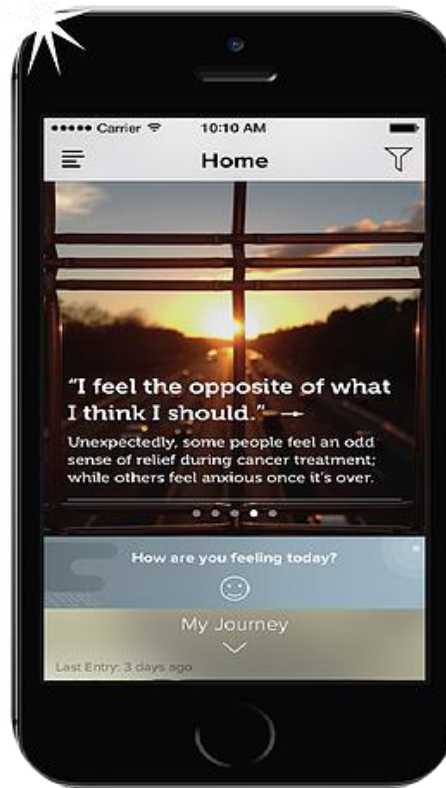 Carrier 10:10 AM
Home
“I feel the opposite of what
I think I should.”
Unexpectedly, some people feel an odd
sense of relief during cancer treatment;
while others feel anxious once it’s over.
How are you feeling today?
My Journey
Last Entry: 3 days ago